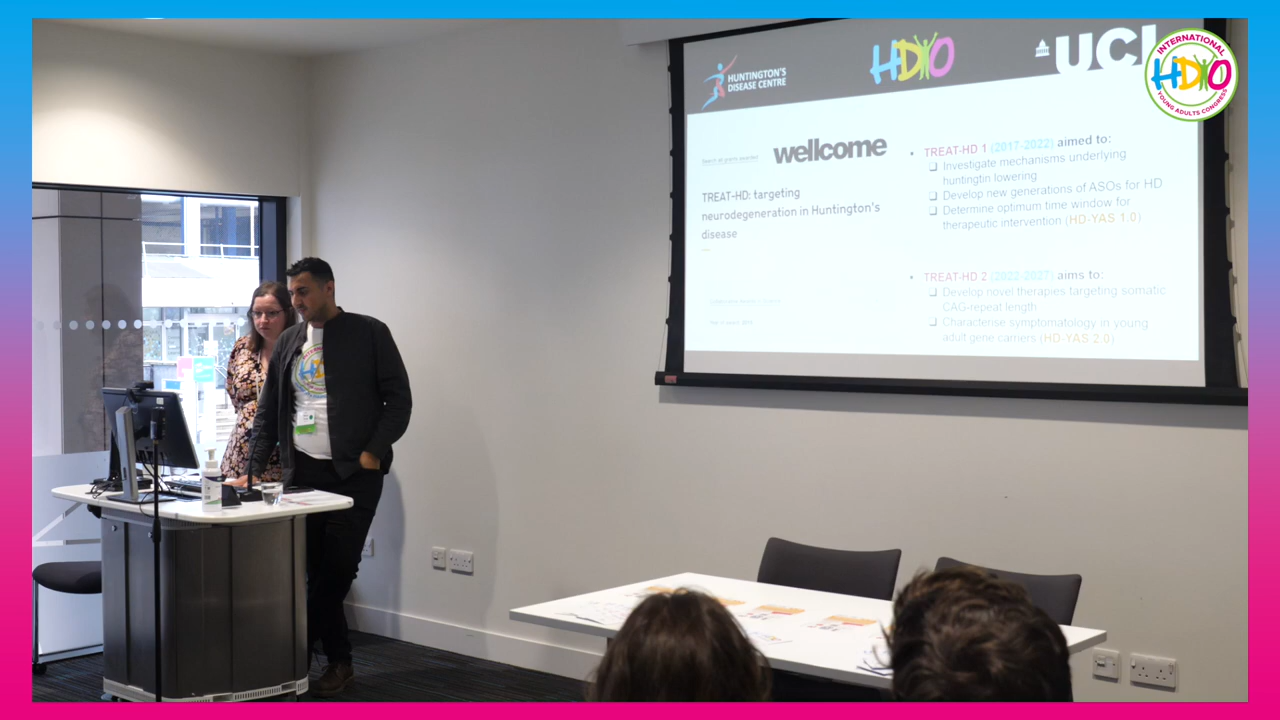 HUNTINGTON'S
DISEASE CENTRE
HDYO
UCL
INTERNATIONAL
HDYO
YOUNG ADULTS CONGRESS
wellcome
TREAT-HD: targeting
neurodegeneration in Huntington's
disease
TREAT-HD 1 (2017-2022) aimed to:
Investigate mechanisms underlying
huntingtin lowering
Develop new generations of ASOs for HD
Determine optimum time window for
therapeutic intervention (HD-YAS 1.0)
TREAT-HD 2 (2022-2027) aims to:
Develop novel therapies targeting somatic
CAG-repeat length
Characterise symptomatology in young
adult gene carriers (HD-YAS 2.0)